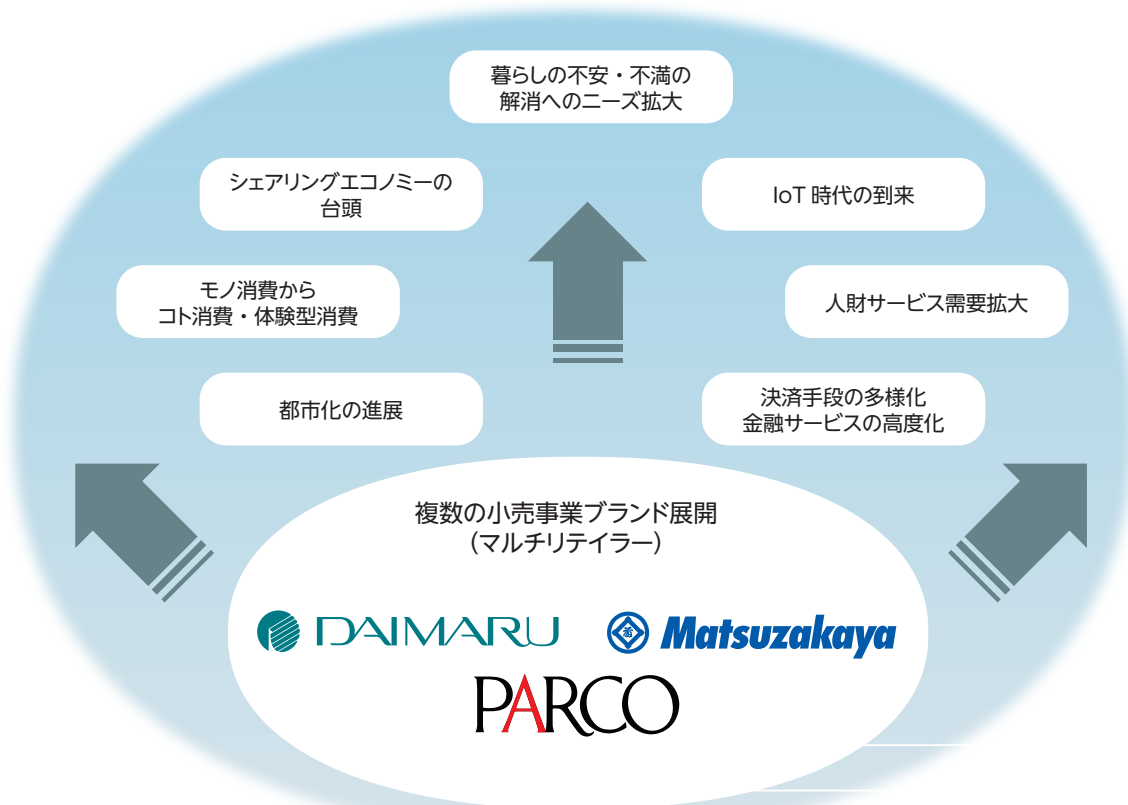 暮らしの不安・不満の
解消へのニーズ拡大
シェアリングエコノミーの
台頭
IoT 時代の到来
モノ消費から
コト消費・体験型消費
人財サービス需要拡大
都市化の進展
決済手段の多様化
金融サービスの高度化
複数の小売事業ブランド展開
(マルチリテイラー)
DAIMARU
Matsuzakaya
PARCO